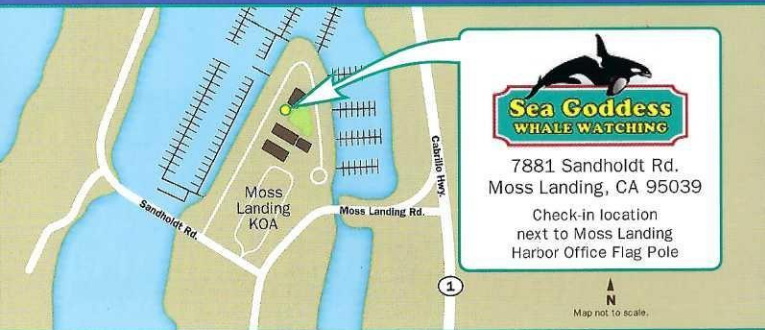 Sea Goddess
WHALE WATCHING
7881 Sandholdt Rd.
Moss Landing, CA 95039
Check-in location
next to Moss Landing
Harbor Office Flag Pole
N
Map not to scale.
Moss
Landing
KOA
Sandholdt Rd.
Moss Landing Rd.
Cabrillo Hwy.
1